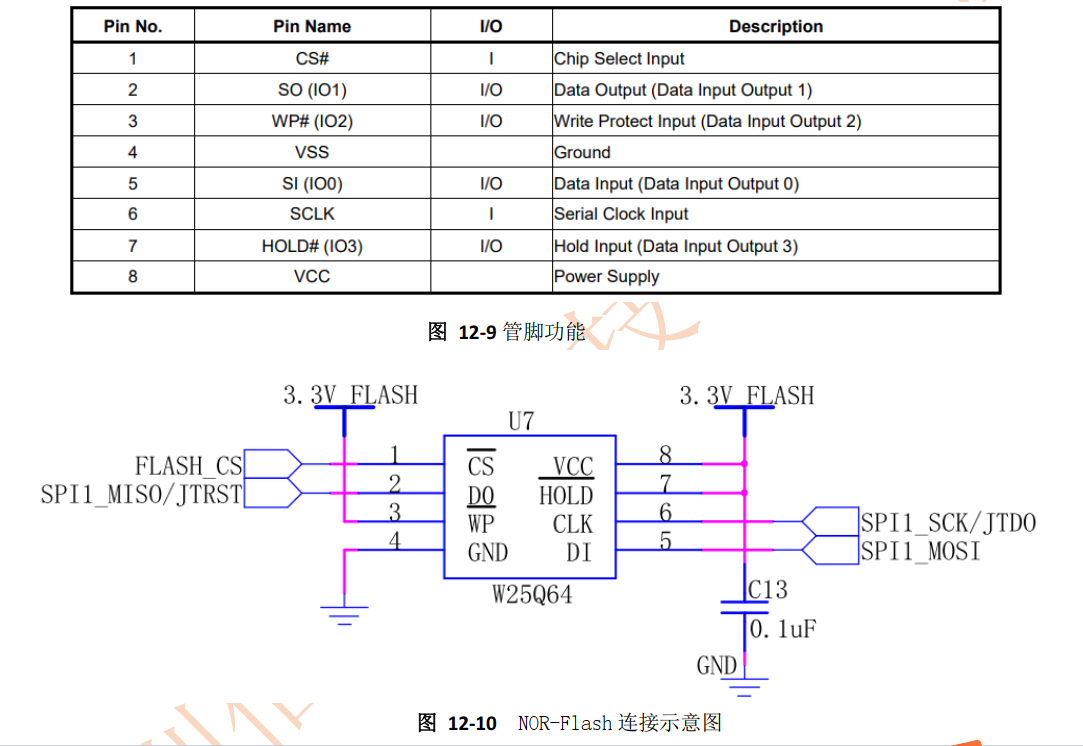 Pin No. Pin Name I/O Description
1 CS# I Chip Select Input
2 SO (IO1) I/O Data Output (Data Input Output 1)
3 WP# (IO2) I/O Write Protect Input (Data Input Output 2)
4 VSS Ground
5 SI (IO0) I/O Data Input (Data Input Output 0)
6 SCLK I Serial Clock Input
7 HOLD# (IO3) I/O Hold Input (Data Input Output 3)
8 VCC Power Supply
图 12-9 管脚功能
3.3V_FLASH 3.3V_FLASH
U7
FLASH_CS 1 CS VCC 8
SPI1_MISO/JTRST 2 DO HOLD 7
3 WP CLK 6 SPI1_SCK/JTDO
4 GND DI 5 SPI1_MOSI
W25Q64
C13
0.1uF
GND
图 12-10 NOR-Flash 连接示意图